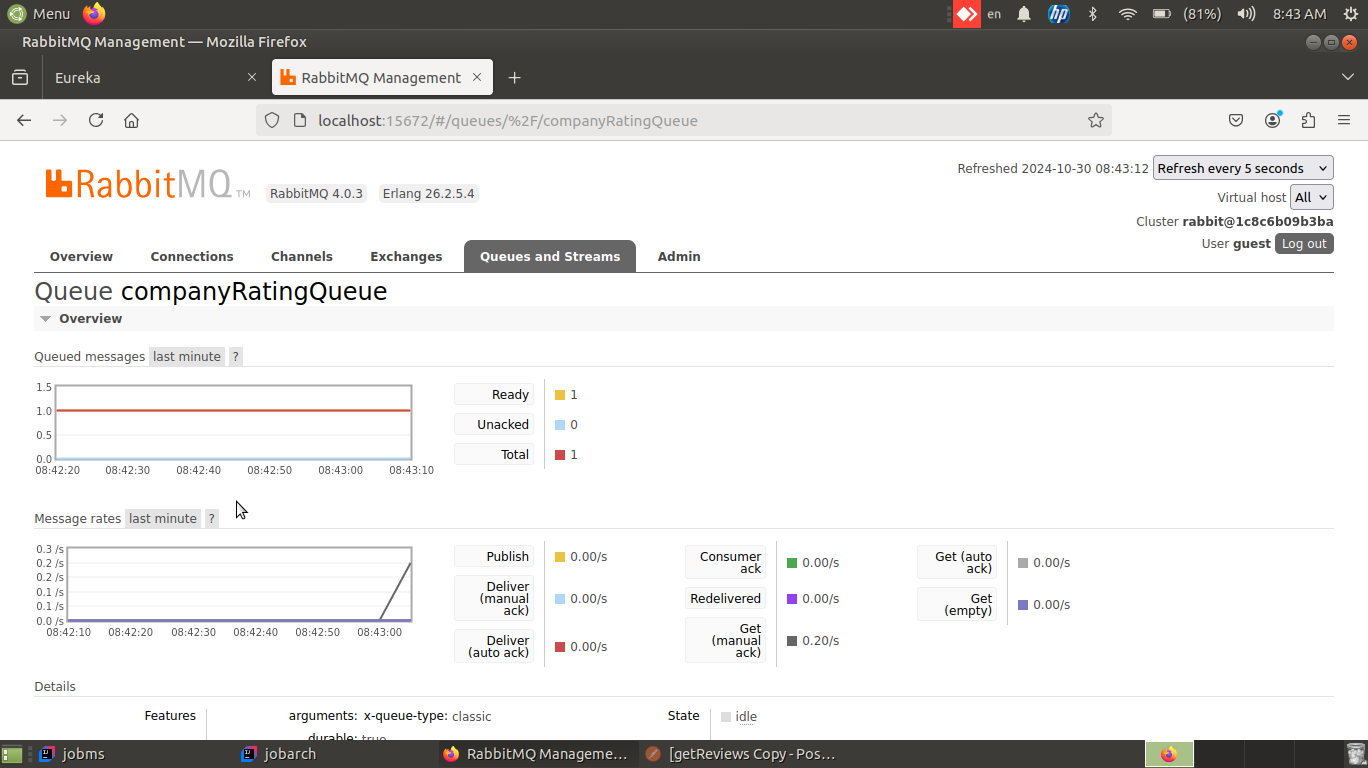 Menu
en
hp
(81%)
8:43 AM
RabbitMQ Management — Mozilla Firefox
Eureka
RabbitMQ Management
localhost:15672/#/queues/%2F/companyRatingQueue
RabbitMQ TM
RabbitMQ 4.0.3
Erlang 26.2.5.4
Refreshed 2024-10-30 08:43:12
Refresh every 5 seconds
Virtual host
All
Cluster rabbit@1c8c6b09b3ba
User guest
Log out
Overview
Connections
Channels
Exchanges
Queues and Streams
Admin
Queue companyRatingQueue
Overview
Queued messages last minute ?
1.5
1.0
0.5
0.0
08:42:20 08:42:30 08:42:40 08:42:50 08:43:00 08:43:10
Ready 1
Unacked 0
Total 1
Message rates last minute ?
0.3 /s
0.2 /s
0.2 /s
0.1 /s
0.1 /s
0.0 /s
08:42:10 08:42:20 08:42:30 08:42:40 08:42:50 08:43:00
Publish 0.00/s
Deliver
(manual
ack)
0.00/s
Deliver
(auto ack)
0.00/s
Consumer
ack
0.00/s
Redelivered 0.00/s
Get
(manual
ack)
0.20/s
Get (auto
ack)
0.00/s
Get
(empty)
0.00/s
Details
Features
arguments: x-queue-type: classic
durable: true
State
idle
jobms
jobarch
RabbitMQ Manageme...
[getReviews Copy - Pos...